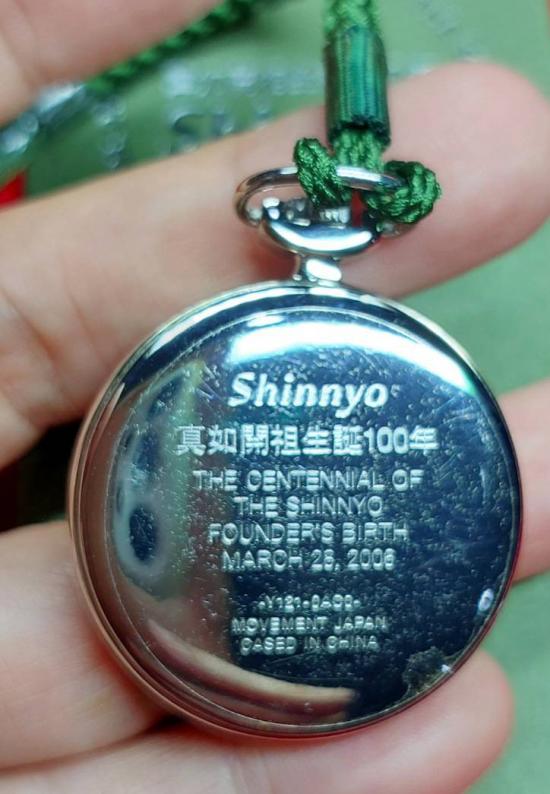 Shinnyo
真如開祖生誕100年
THE CENTENNIAL OF
THE SHINNYO
FOUNDER'S BIRTH
MARCH 28, 2006
MOVEMENT JAPAN
CASED IN CHINA